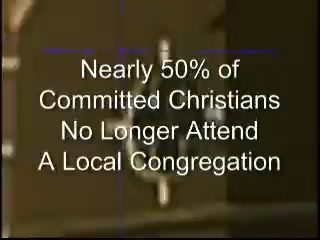 Nearly 50% of
Committed Christians
No Longer Attend
A Local Congregation